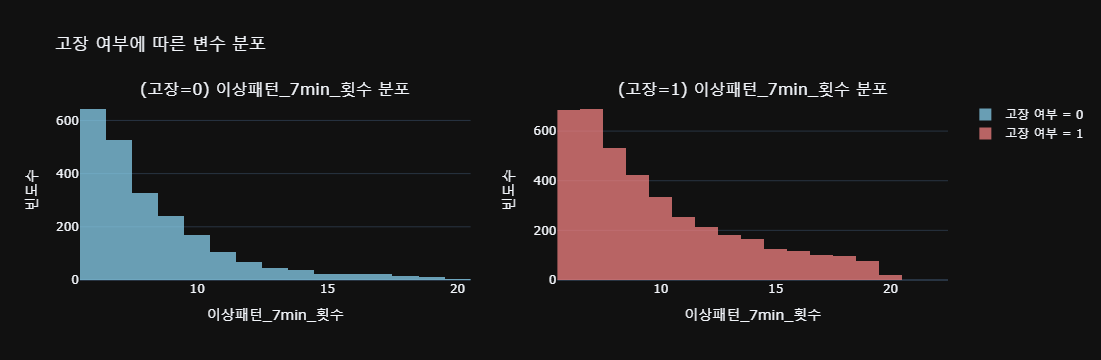 고장 여부에 따른 변수 분포
(고장=0) 이상패턴_7min_횟수 분포
빈도수
600
400
200
0
10
15
20
이상패턴_7min_횟수
(고장=1) 이상패턴_7min_횟수 분포
빈도수
600
400
200
0
10
15
20
이상패턴_7min_횟수
고장 여부 = 0
고장 여부 = 1